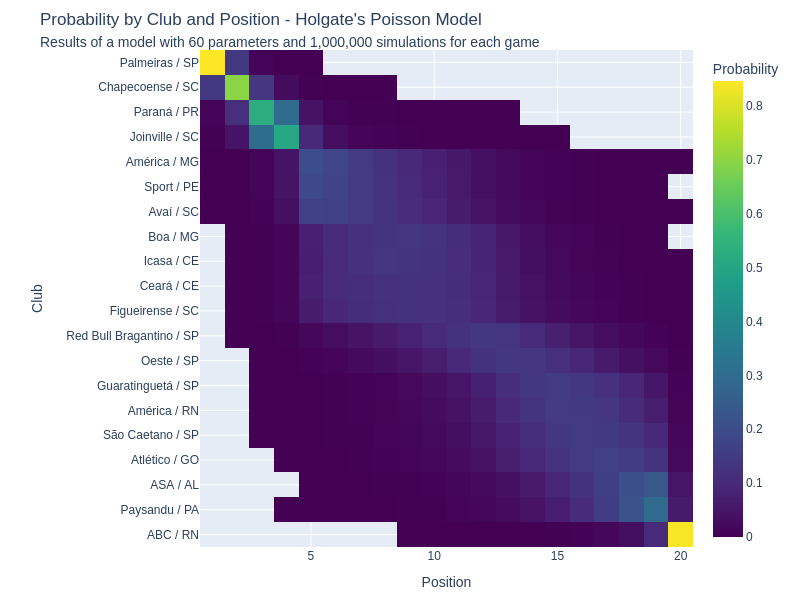 Probability by Club and Position - Holgate's Poisson Model
Results of a model with 60 parameters and 1,000,000 simulations for each game
Probability
Club
Palmeiras / SP
Chapecoense / SC
Paraná / PR
Joinville / SC
América / MG
Sport / PE
Avaí / SC
Boa / MG
Icasa / CE
Ceará / CE
Figueirense / SC
Red Bull Bragantino / SP
Oeste / SP
Guaratinguetá / SP
América / RN
São Caetano / SP
Atlético / GO
ASA / AL
Paysandu / PA
ABC / RN
5 10 15 20
Position
0.8
0.7
0.6
0.5
0.4
0.3
0.2
0.1
0